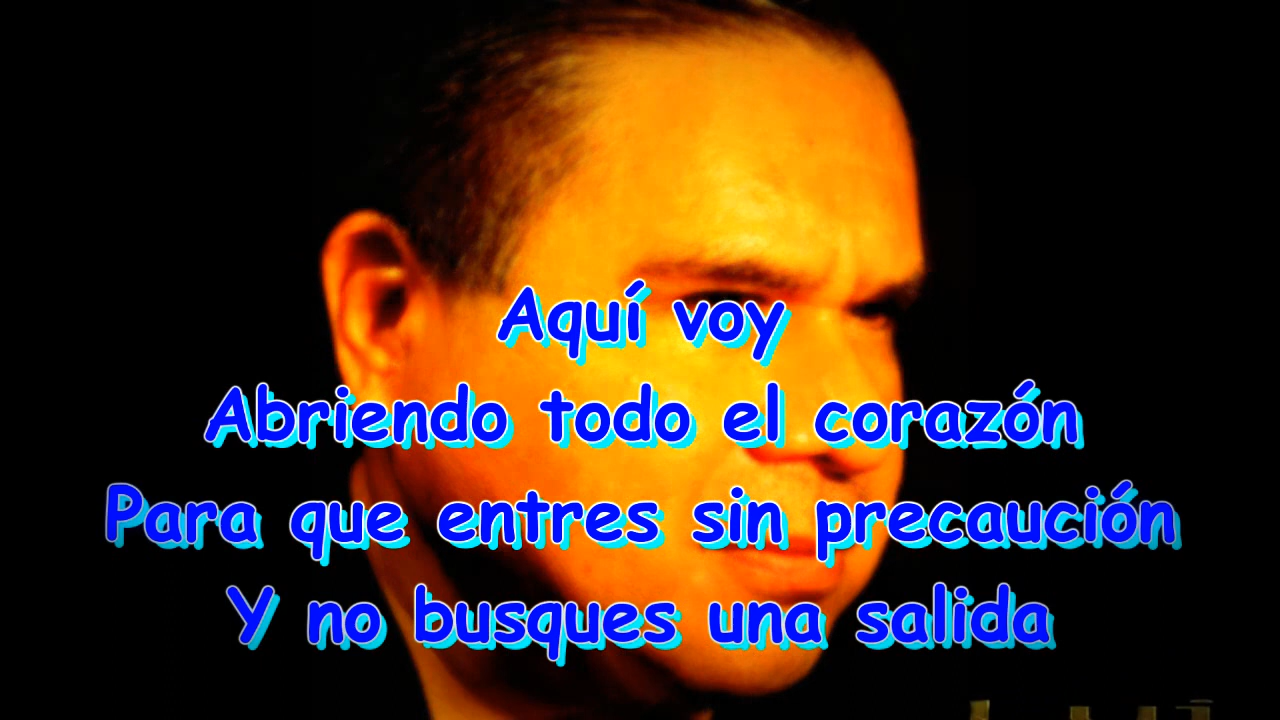 Aquí voy
Abriendo todo el corazón
Para que entres sin precaución
Y no busques una salida